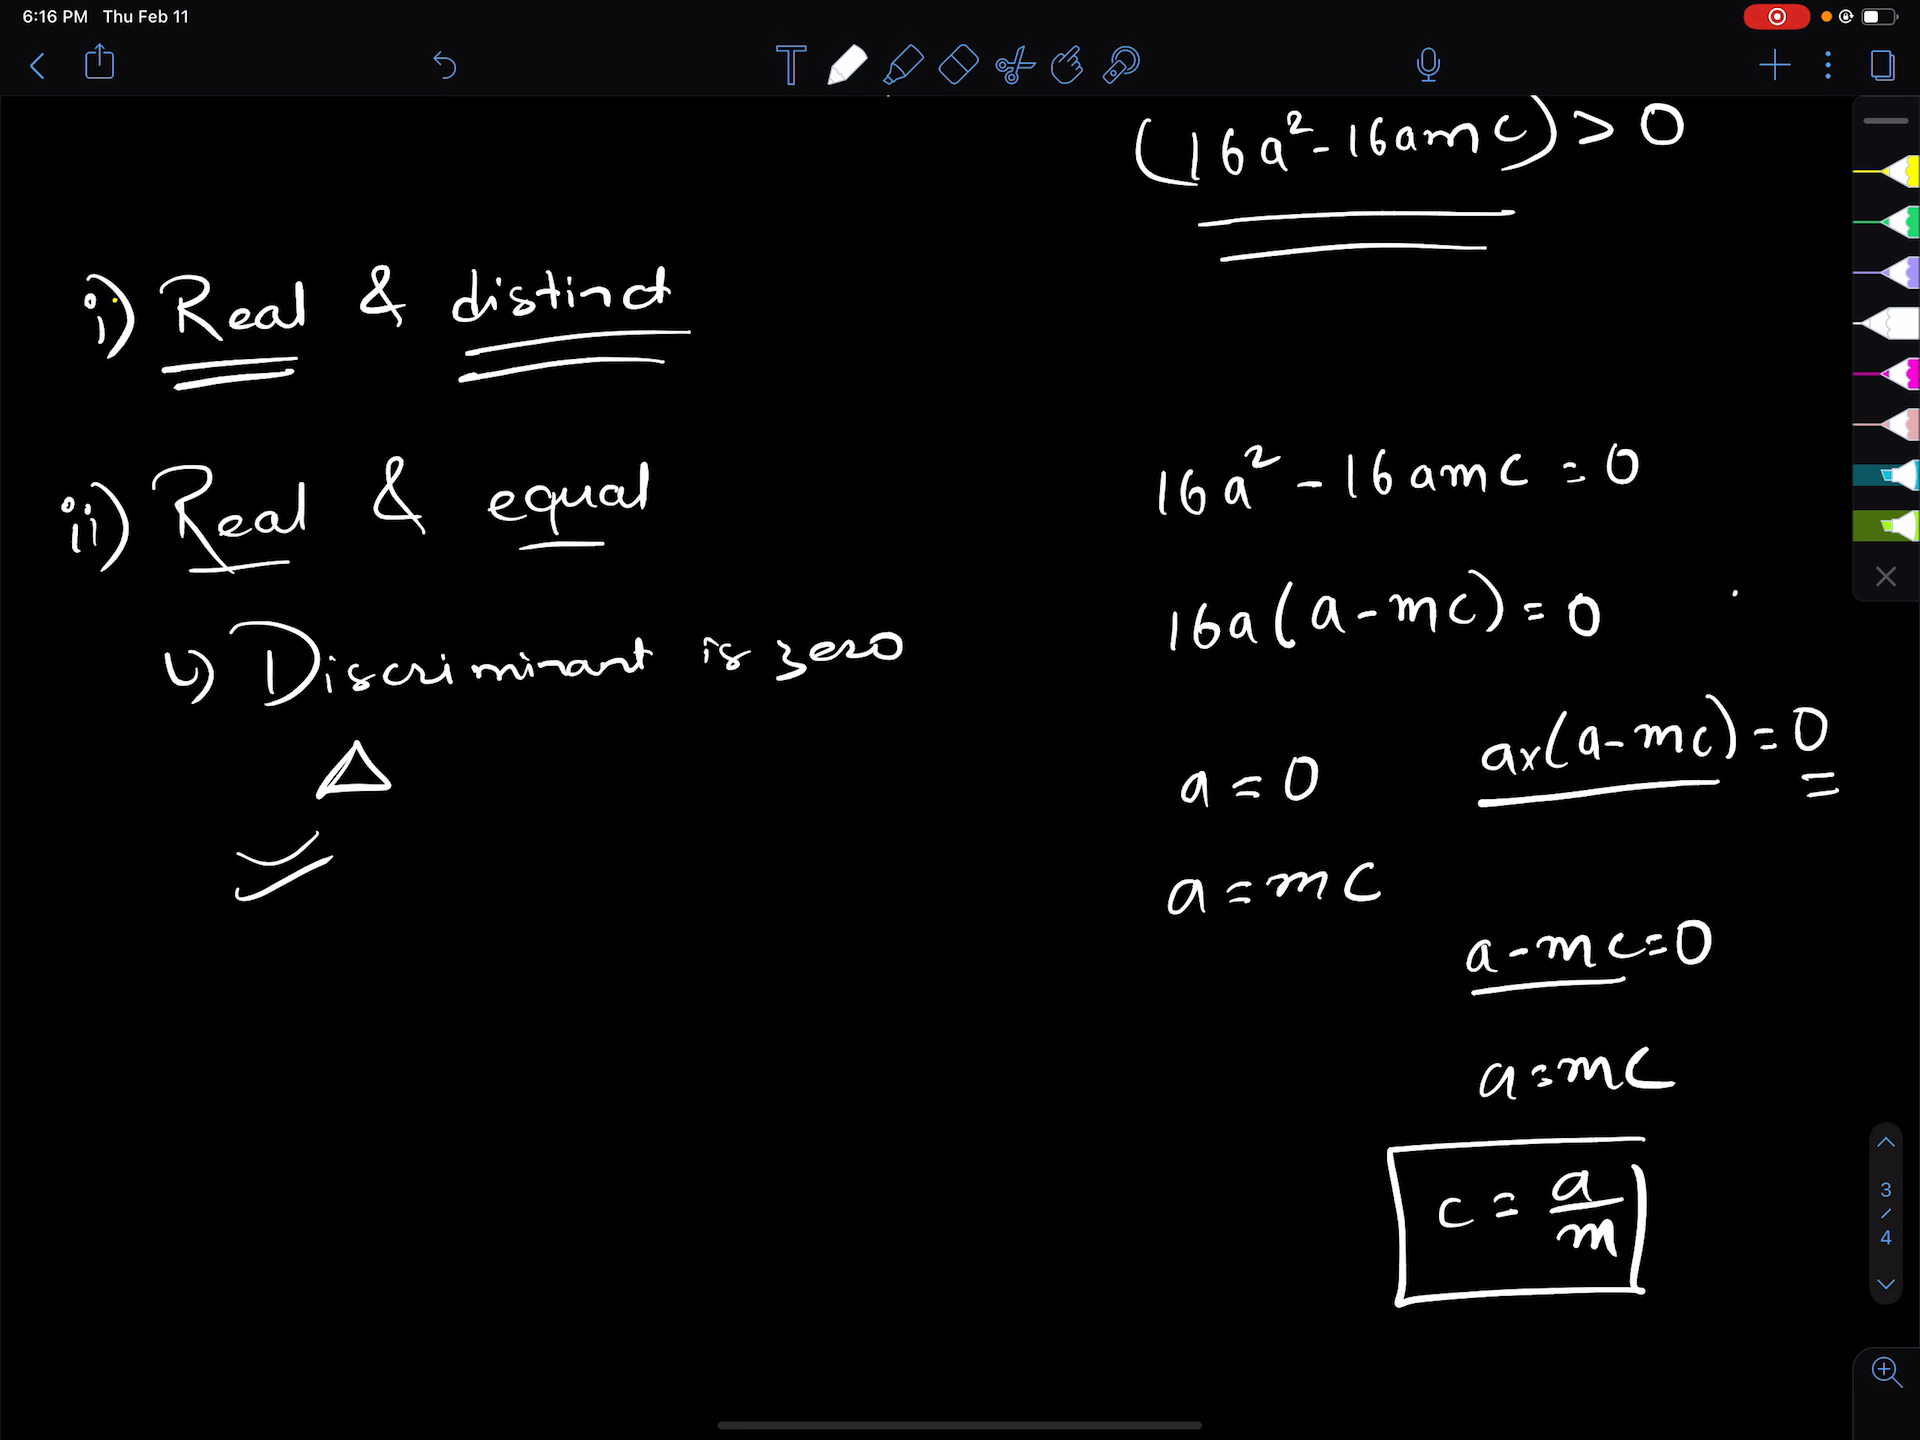 6:16 PM Thu Feb 11
(16a² - 16amc) > 0
i) Real & distinct
ii) Real & equal
16a² - 16amc = 0
16a(a - mc) = 0
↳ Discriminant is zero
△
ax(a - mc) = 0
a = 0
a = mc
a - mc = 0
a = mc
c = a/m
3
/
4